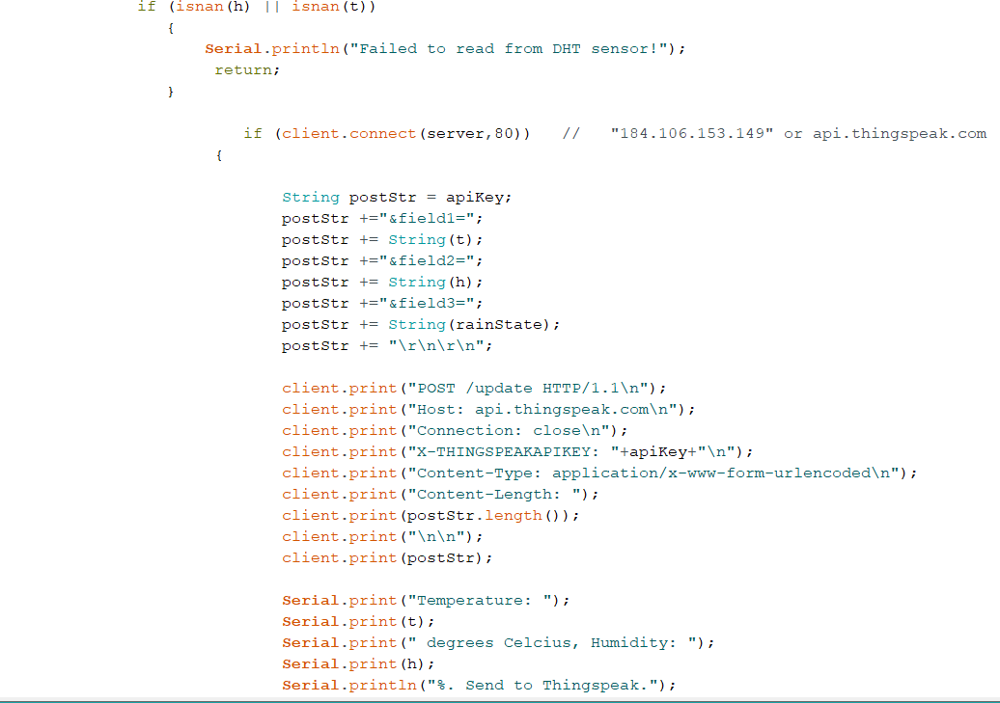 if (isnan(h) || isnan(t))
{
Serial.println("Failed to read from DHT sensor!");
return;
}
if (client.connect(server,80))   //   "184.106.153.149" or api.thingspeak.com
{
String postStr = apiKey;
postStr +="&field1=";
postStr += String(t);
postStr +="&field2=";
postStr += String(h);
postStr +="&field3=";
postStr += String(rainState);
postStr += "\r\n\r\n";
client.print("POST /update HTTP/1.1\n");
client.print("Host: api.thingspeak.com\n");
client.print("Connection: close\n");
client.print("X-THINGSPEAKAPIKEY: "+apiKey+"\n");
client.print("Content-Type: application/x-www-form-urlencoded\n");
client.print("Content-Length: ");
client.print(postStr.length());
client.print("\n\n");
client.print(postStr);
Serial.print("Temperature: ");
Serial.print(t);
Serial.print(" degrees Celcius, Humidity: ");
Serial.print(h);
Serial.println("%. Send to Thingspeak.");